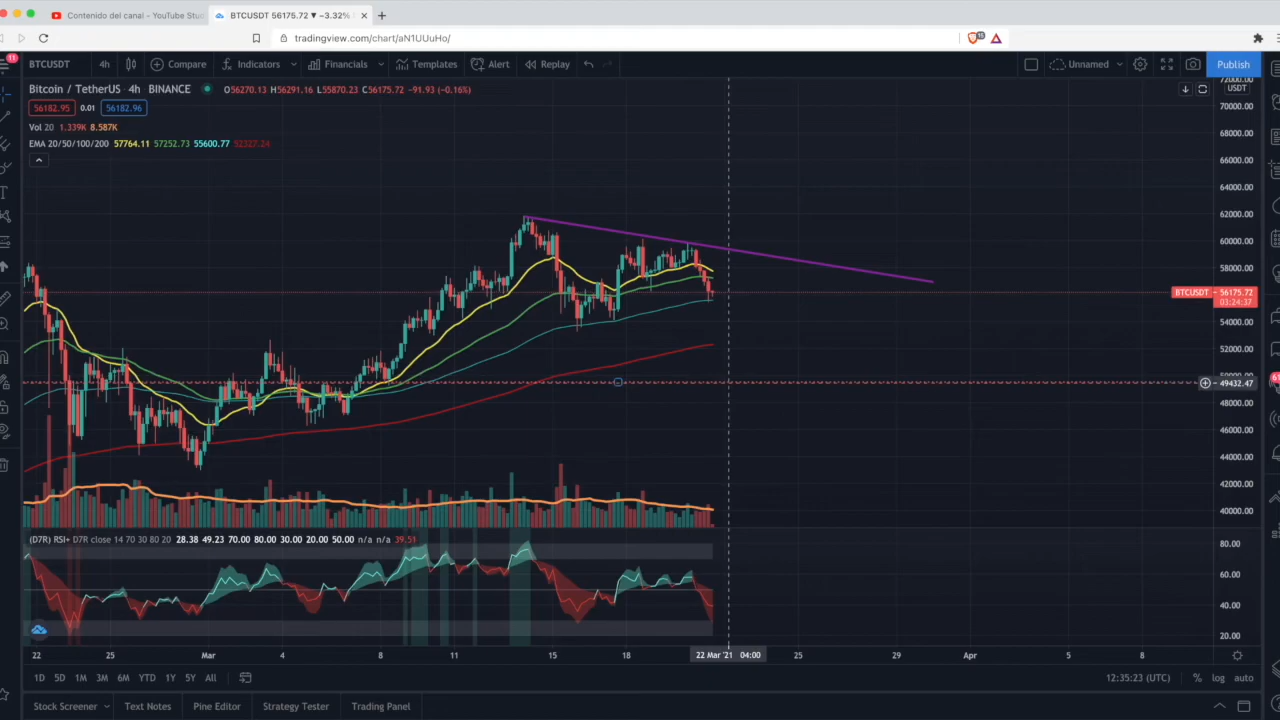 Contenido del canal - YouTube Stu
BTCUSDT 56175.72 ▼ −3.32%
tradingview.com/chart/aN1UUuHo/
15
11
BTCUSDT 4h Compare Indicators Financials Templates Alert Replay Unnamed Publish
Bitcoin / TetherUS 4h BINANCE O56270.13 H56291.16 L55870.23 C56175.72 −91.93 (−0.16%)
56182.95 0.01 56182.96
Vol 20 1.339K 8.587K
EMA 20/50/100/200 57764.11 57252.73 55600.77 52327.24
72000.00
USDT
70000.00
68000.00
66000.00
64000.00
62000.00
60000.00
58000.00
BTCUSDT 56175.72
03:24:37
54000.00
52000.00
50000.00
49432.47
48000.00
46000.00
44000.00
42000.00
40000.00
(D7R) RSI+ D7R close 14 70 30 80 20 28.38 49.23 70.00 80.00 30.00 20.00 50.00 n/a n/a 39.51
80.00
60.00
40.00
20.00
22 25 Mar 4 8 11 15 18 22 Mar '21 04:00 25 29 Apr 5 8
1D 5D 1M 3M 6M YTD 1Y 5Y All 12:35:23 (UTC) % log auto
Stock Screener Text Notes Pine Editor Strategy Tester Trading Panel